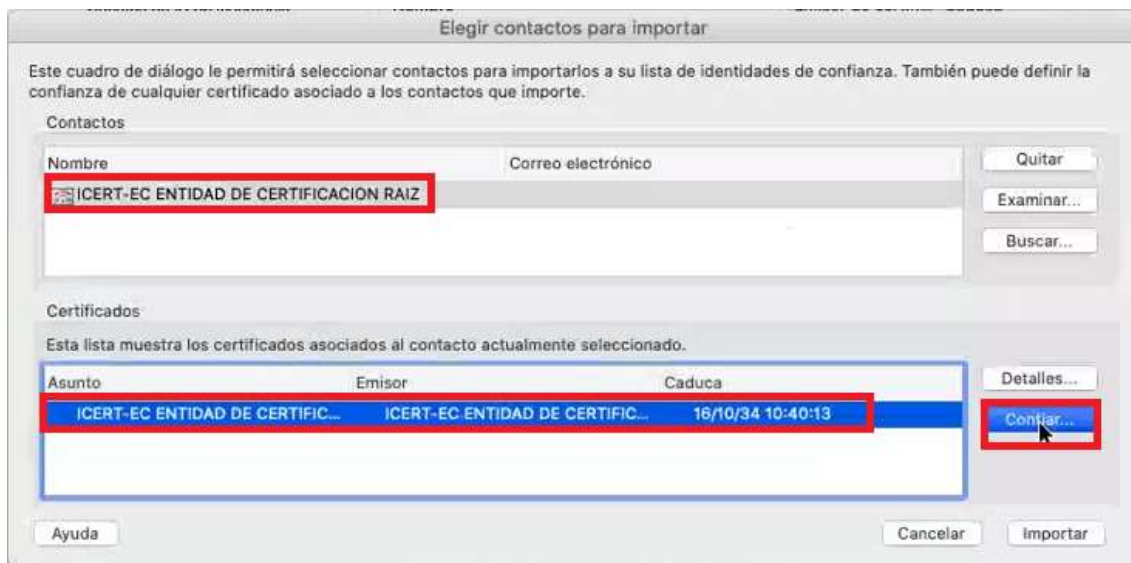 Elegir contactos para importar
Este cuadro de diálogo le permitirá seleccionar contactos para importarlos a su lista de identidades de confianza. También puede definir la
confianza de cualquier certificado asociado a los contactos que importe.
Contactos
Nombre Correo electrónico Quitar
ICERT-EC ENTIDAD DE CERTIFICACION RAIZ Examinar...
Buscar...
Certificados
Esta lista muestra los certificados asociados al contacto actualmente seleccionado.
Asunto Emisor Caduca Detalles...
ICERT-EC ENTIDAD DE CERTIFIC... ICERT-EC ENTIDAD DE CERTIFIC... 16/10/34 10:40:13 Confiar...
Ayuda Cancelar Importar